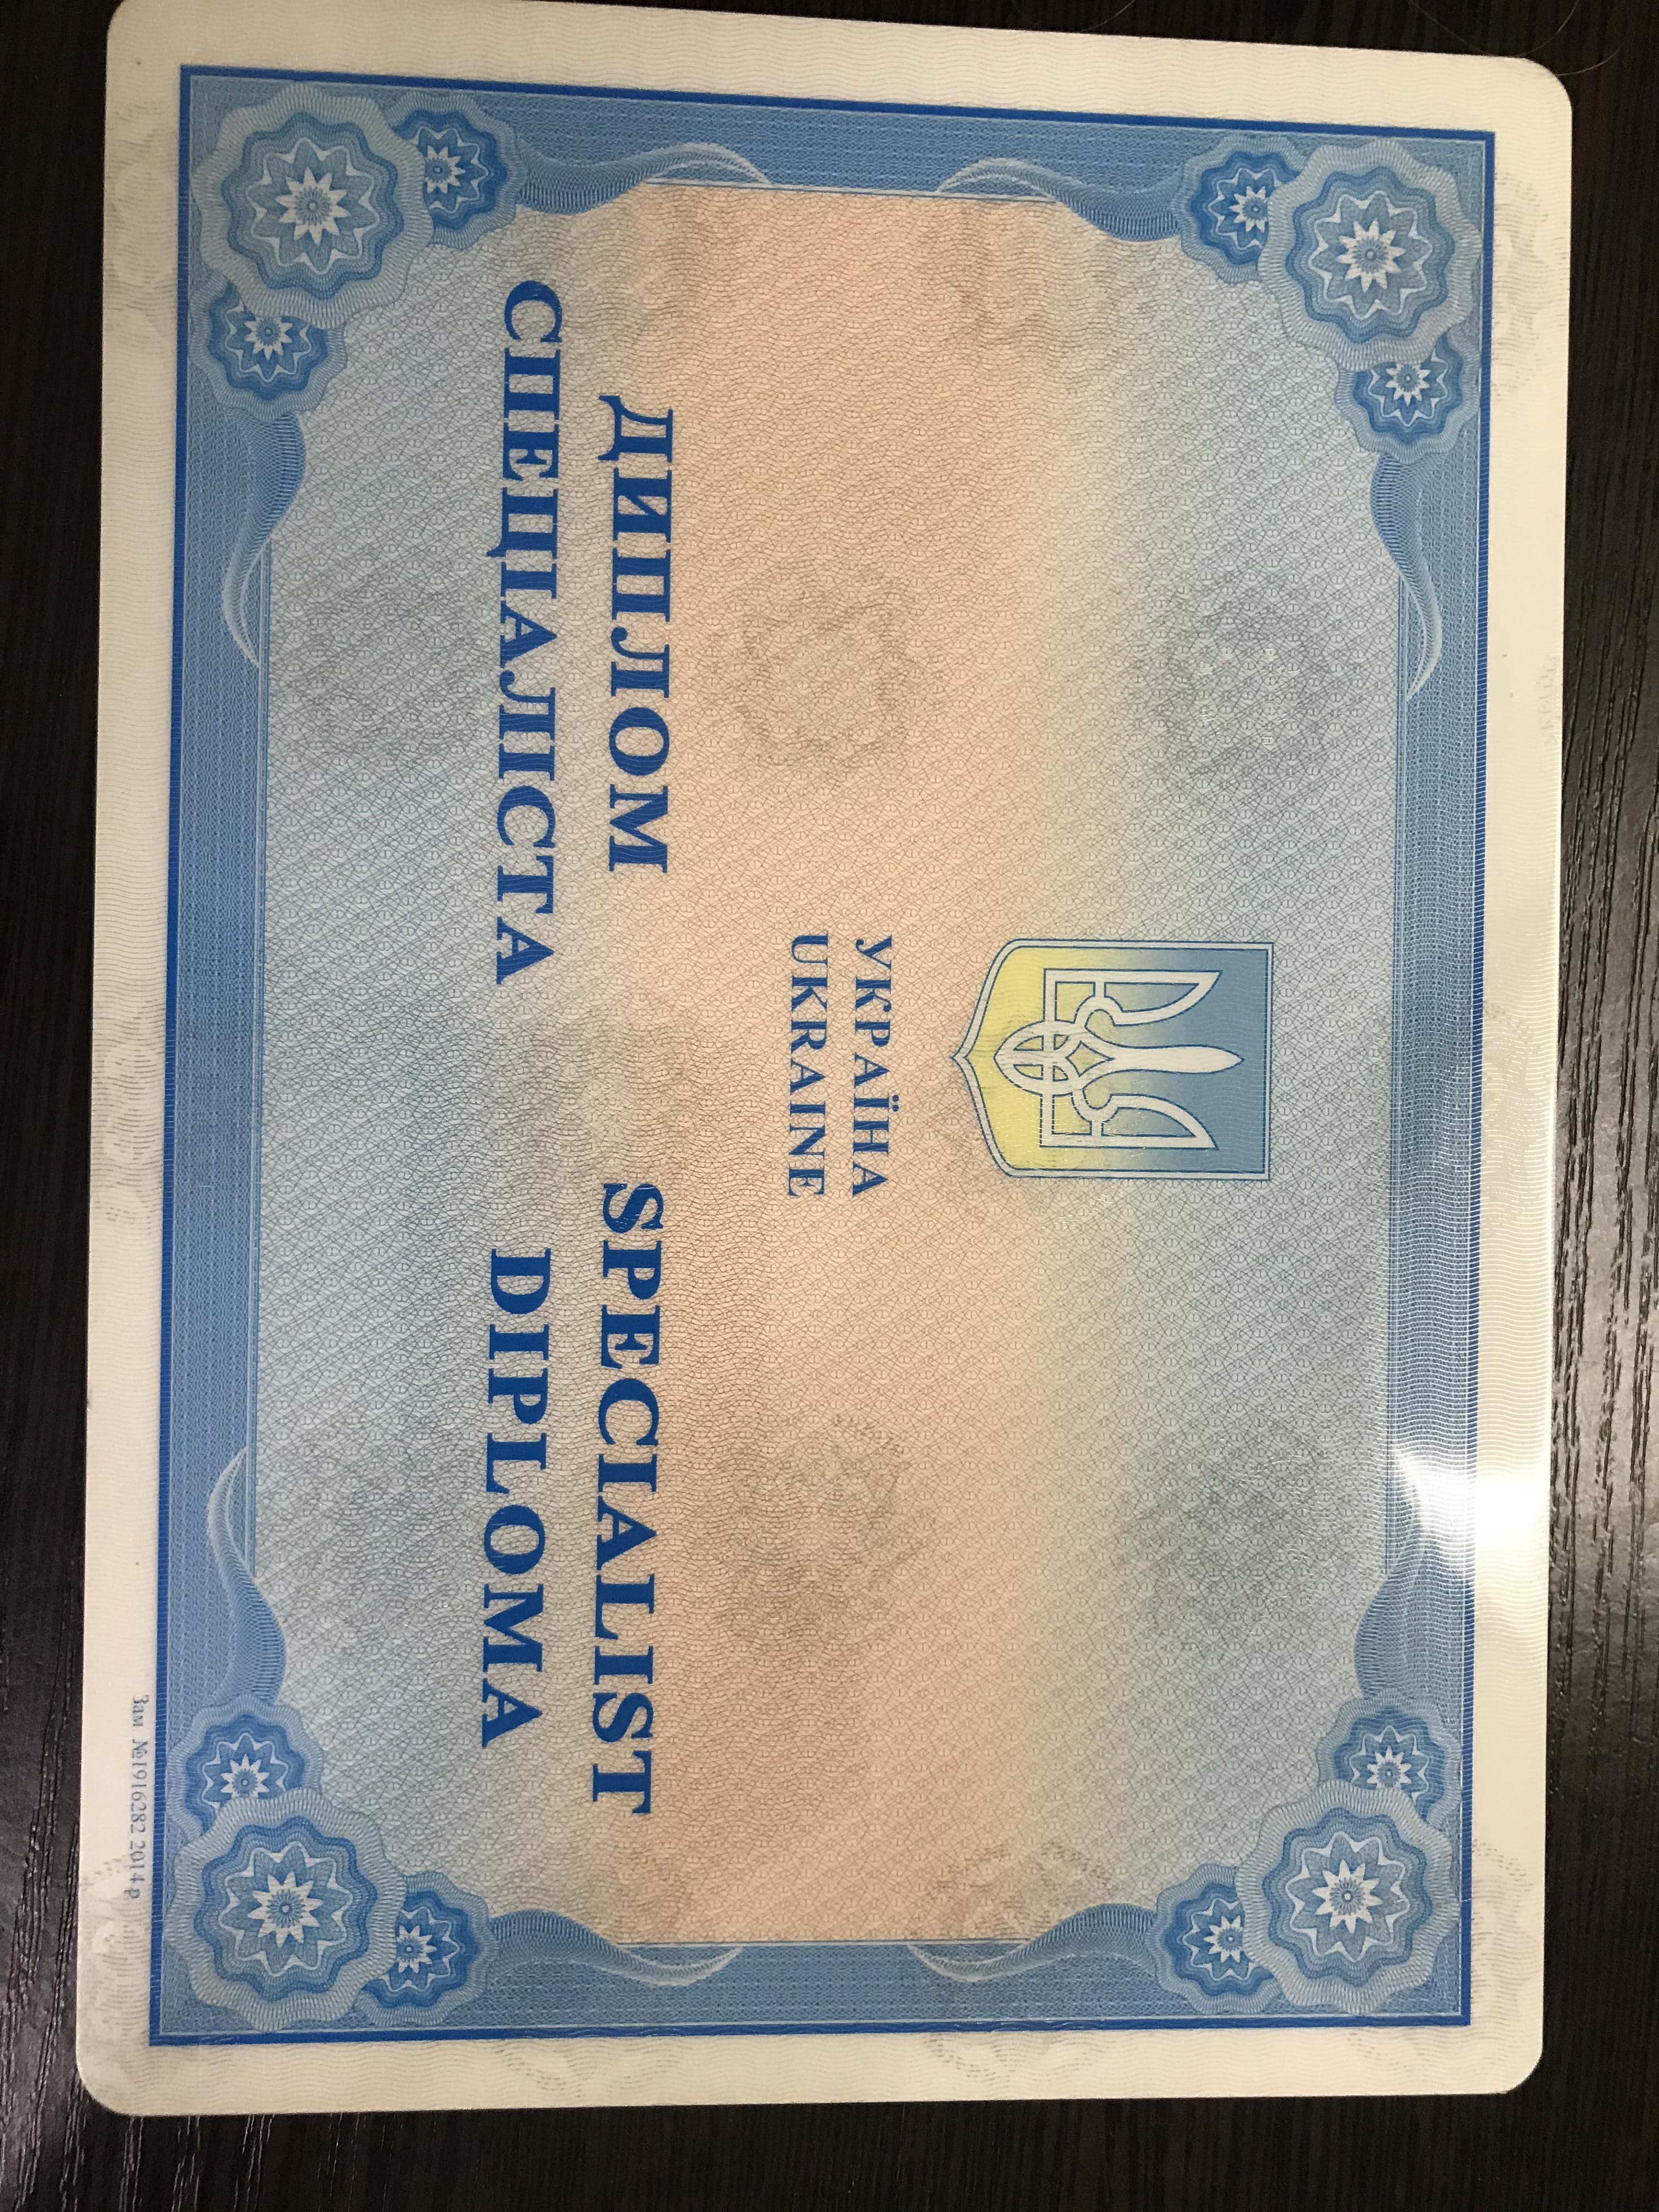 УКРАЇНА
UKRAINE
ДИПЛОМ
СПЕЦІАЛІСТА
SPECIALIST
DIPLOMA
Зам №1916282 2014 р